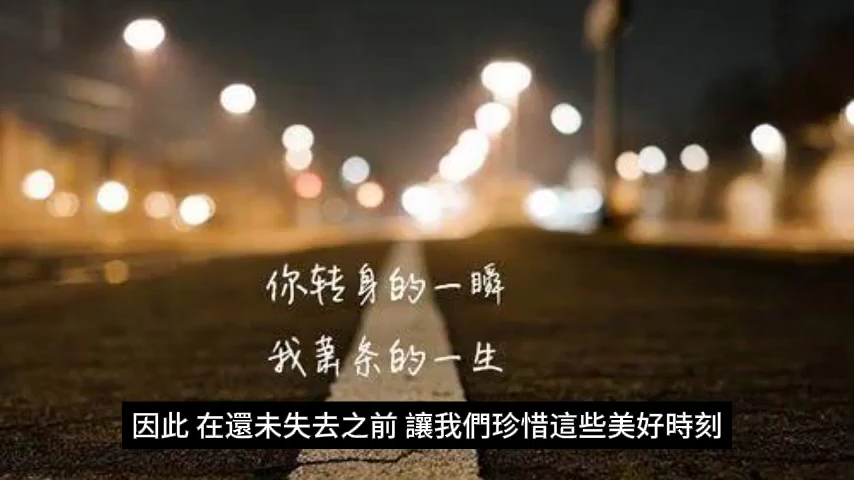 你转身的一瞬
我萧条的一生
因此 在還未失去之前 讓我們珍惜這些美好時刻